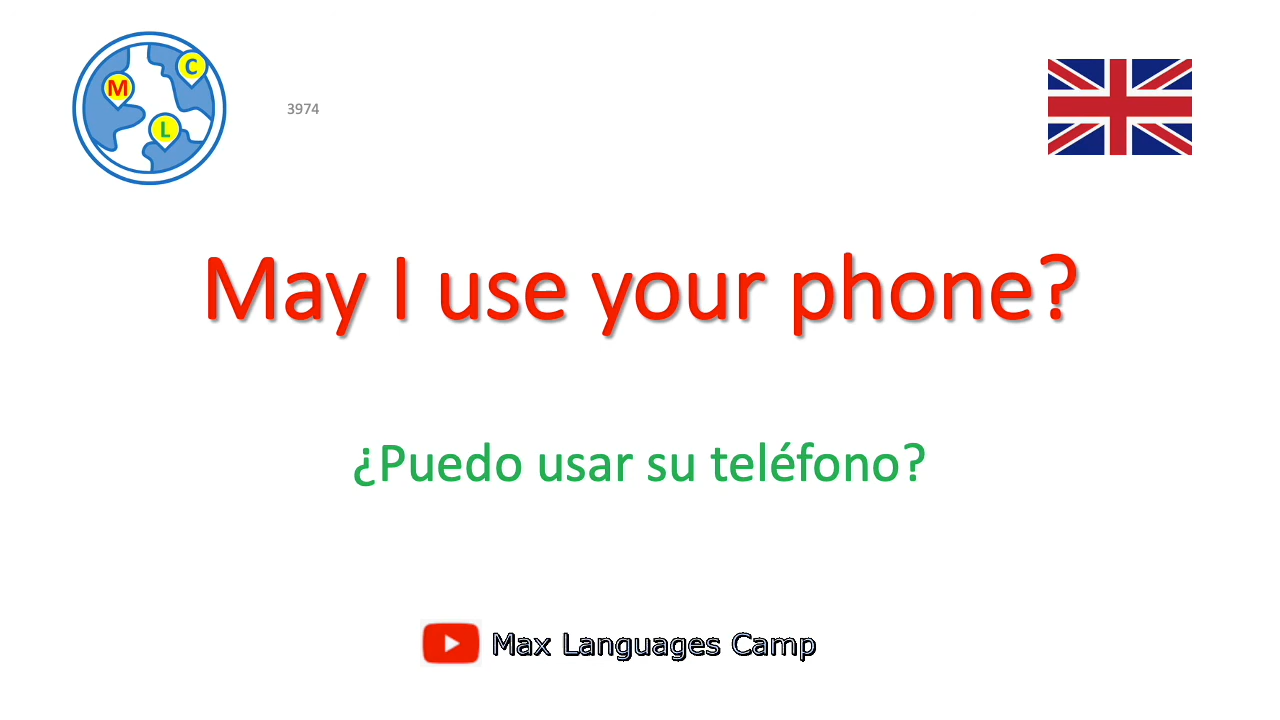 M
C
L
3974
May I use your phone?
¿Puedo usar su teléfono?
Max Languages Camp